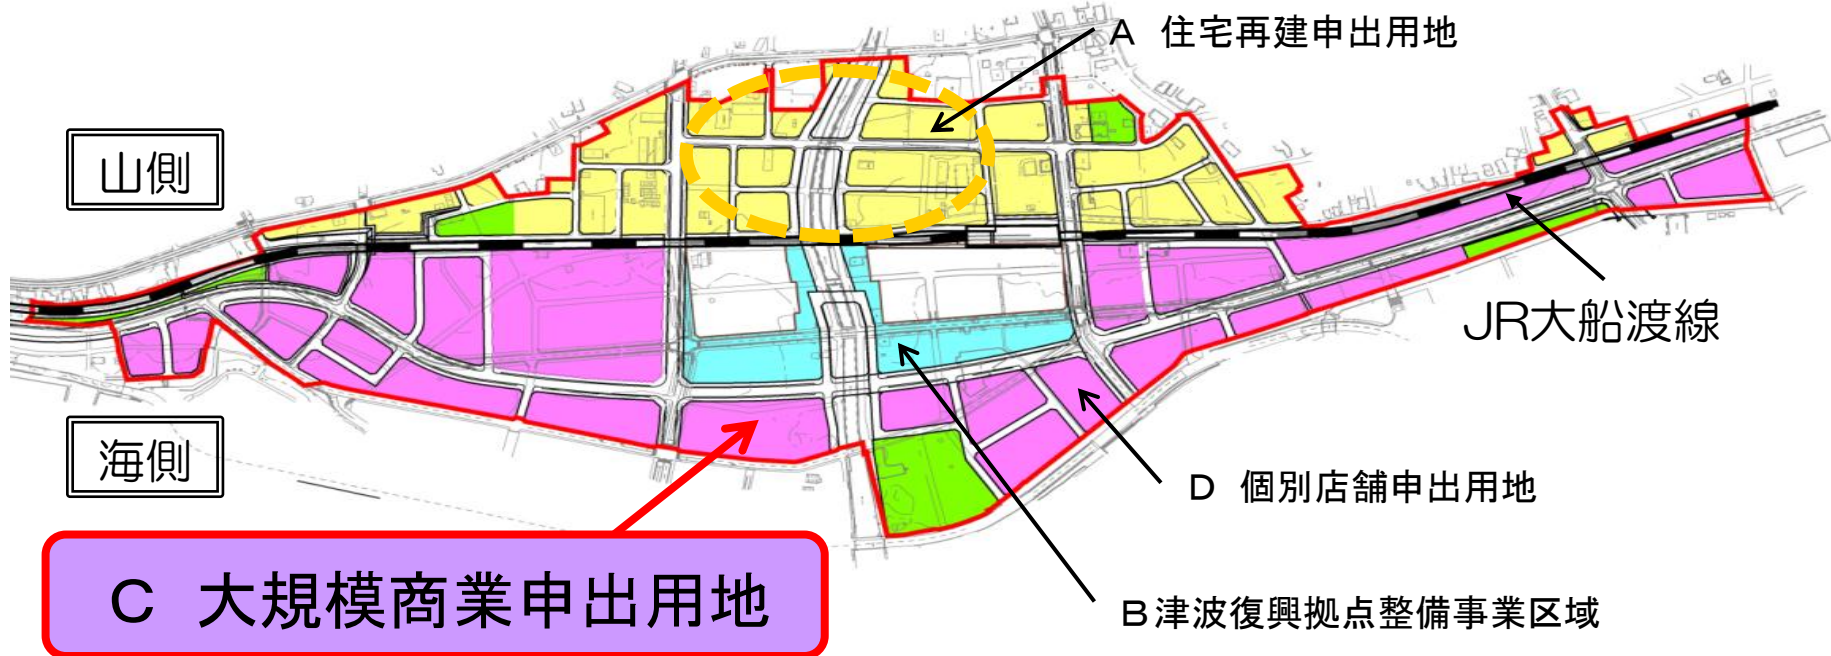 A 住宅再建申出用地
山側
JR大船渡線
海側
D 個別店舗申出用地
C 大規模商業申出用地
B津波復興拠点整備事業区域